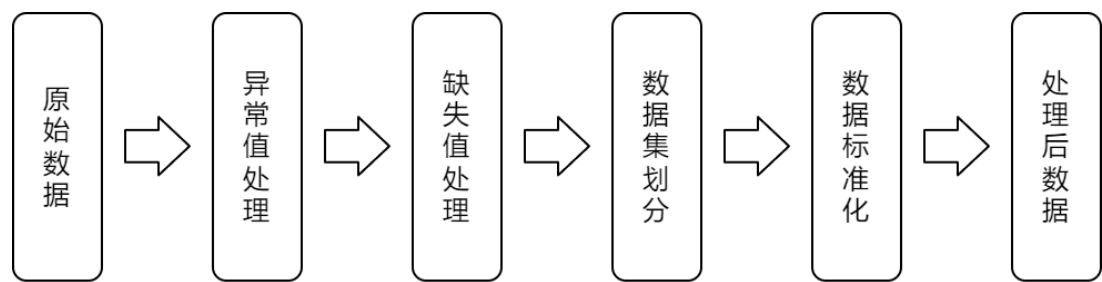 原始数据
异常值处理
缺失值处理
数据集划分
数据标准化
处理后数据